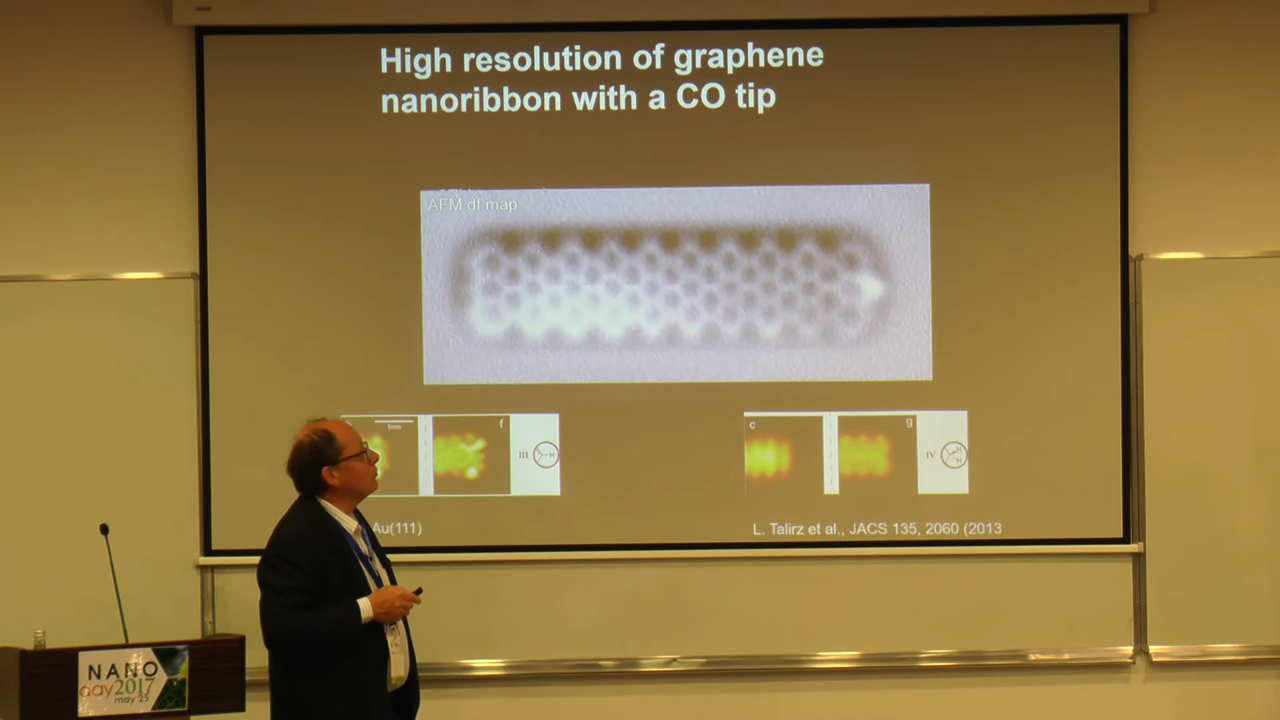 High resolution of graphene
nanoribbon with a CO tip
AFM df map
1nm
f
III
H
c
g
IV
H
H
Au(111)
L. Talirz et al., JACS 135, 2060 (2013
NANO
day2017
may 25